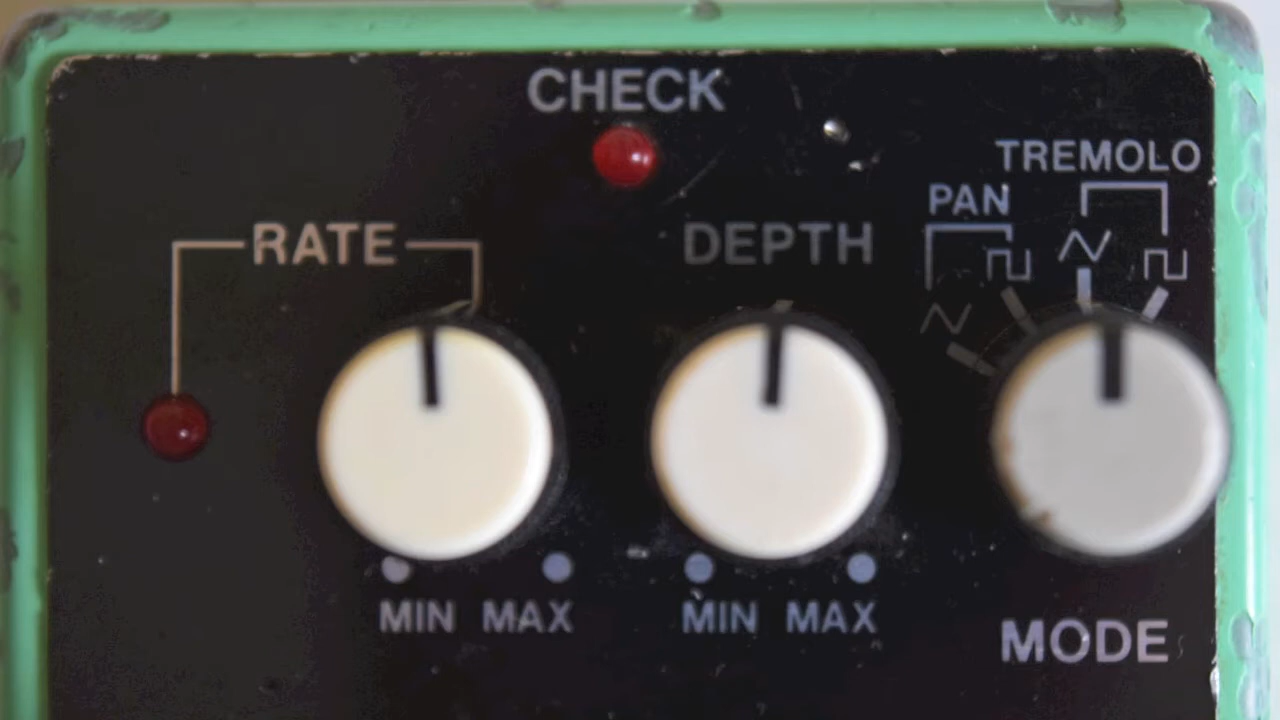 CHECK
TREMOLO
PAN
RATE
DEPTH
MIN MAX
MIN MAX
MODE